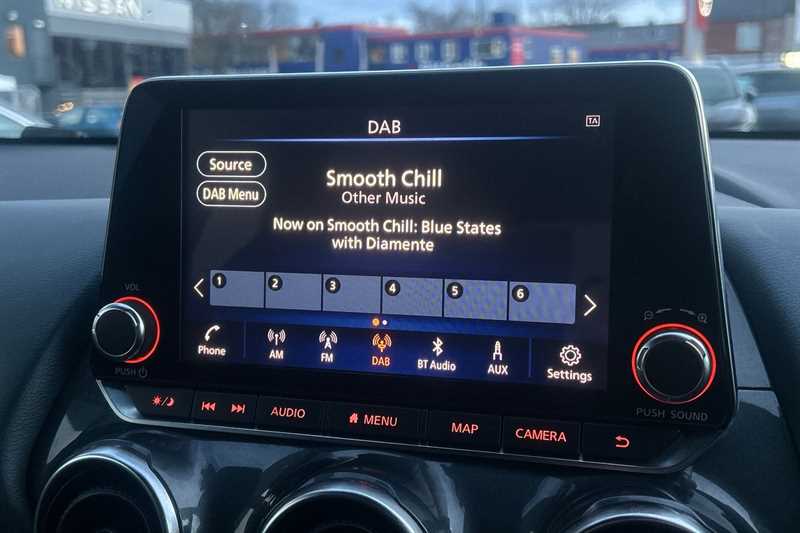 NISSAN
DAB
TA
Source
DAB Menu
Smooth Chill
Other Music
Now on Smooth Chill: Blue States
with Diamente
1 2 3 4 5 6
Phone
AM
FM
DAB
BT Audio
AUX
Settings
VOL
PUSH
PUSH SOUND
AUDIO
MENU
MAP
CAMERA